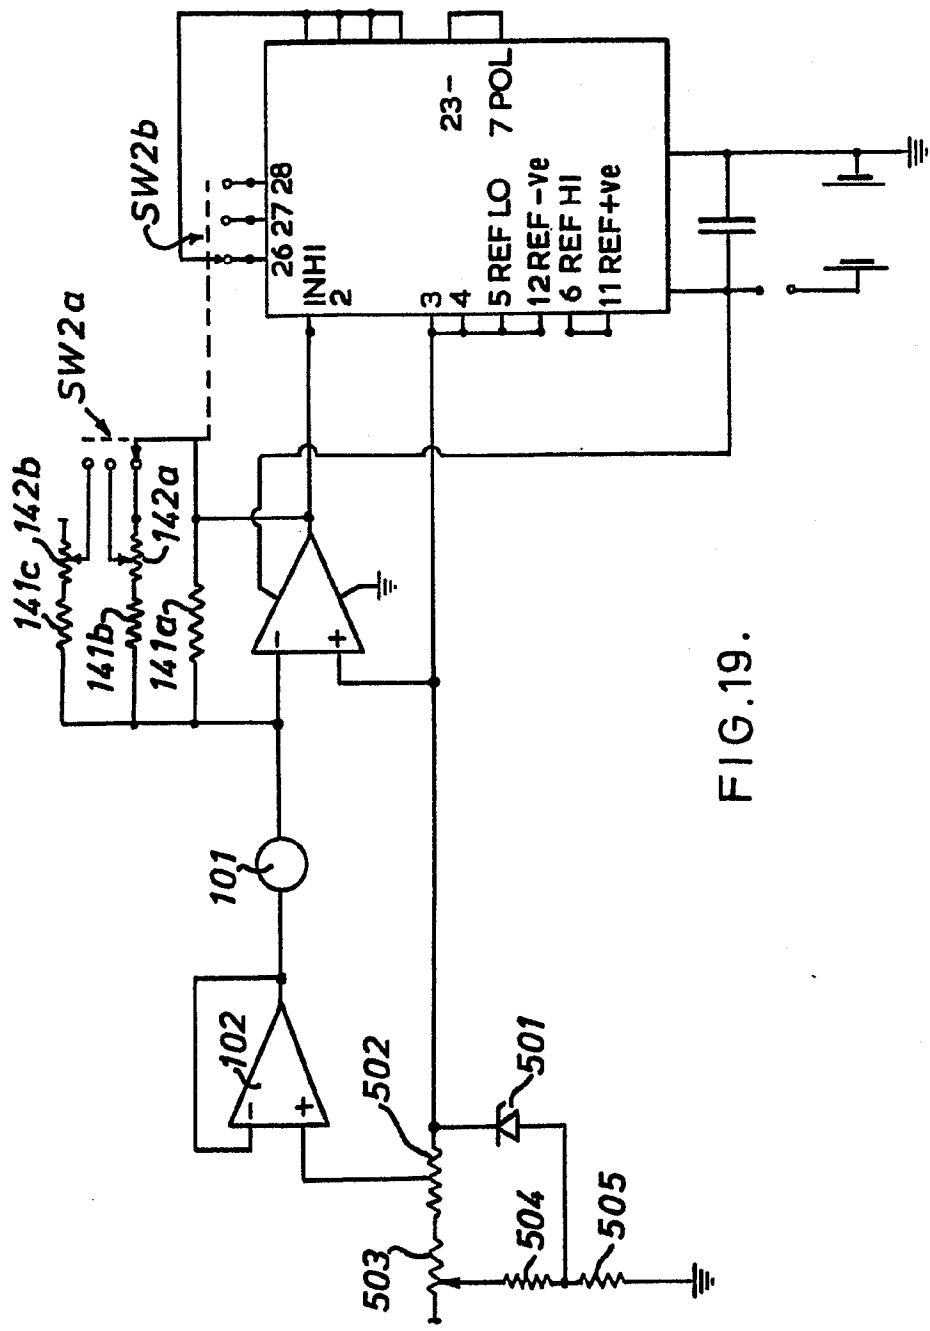 SW2b
SW2a
141c, 142b
141b
142a
141a
26 27 28
INHI
2
3
4
5 REF LO
12 REF -Ve
6 REF HI
11 REF+ve
23-
7 POL
-
+
101
102
-
+
502
503
501
504
505
FIG.19.